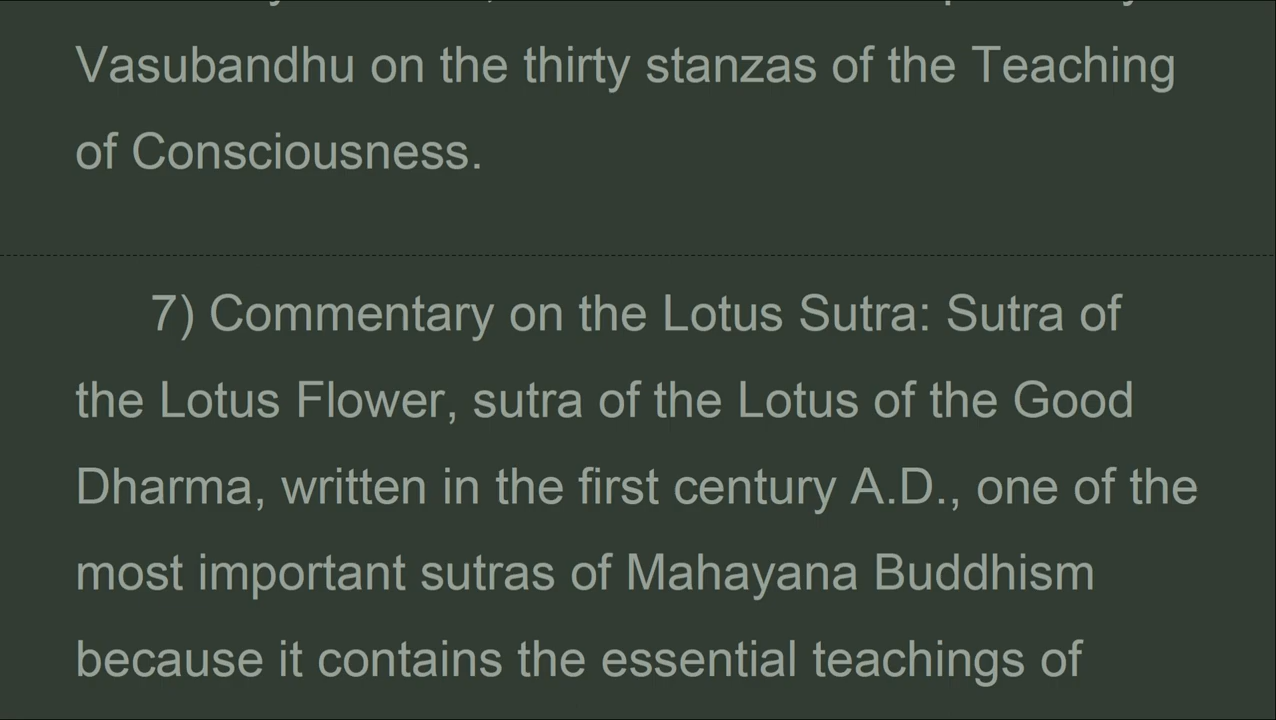 Vasubandhu on the thirty stanzas of the Teaching
of Consciousness.
7) Commentary on the Lotus Sutra: Sutra of
the Lotus Flower, sutra of the Lotus of the Good
Dharma, written in the first century A.D., one of the
most important sutras of Mahayana Buddhism
because it contains the essential teachings of